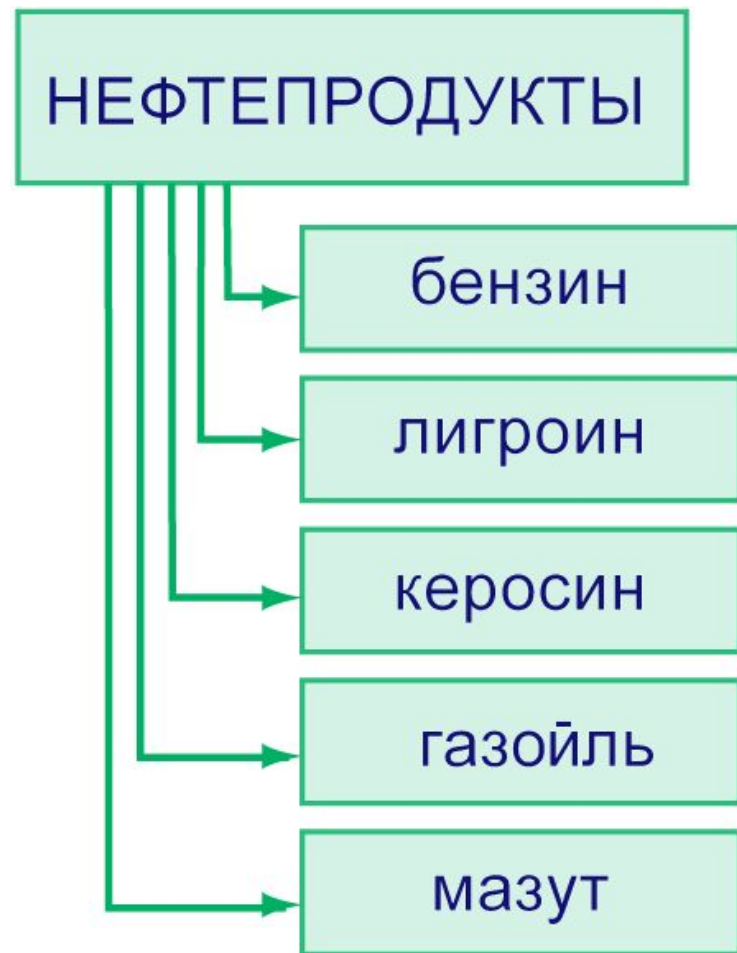 НЕФТЕПРОДУКТЫ
бензин
лигроин
керосин
газойль
мазут